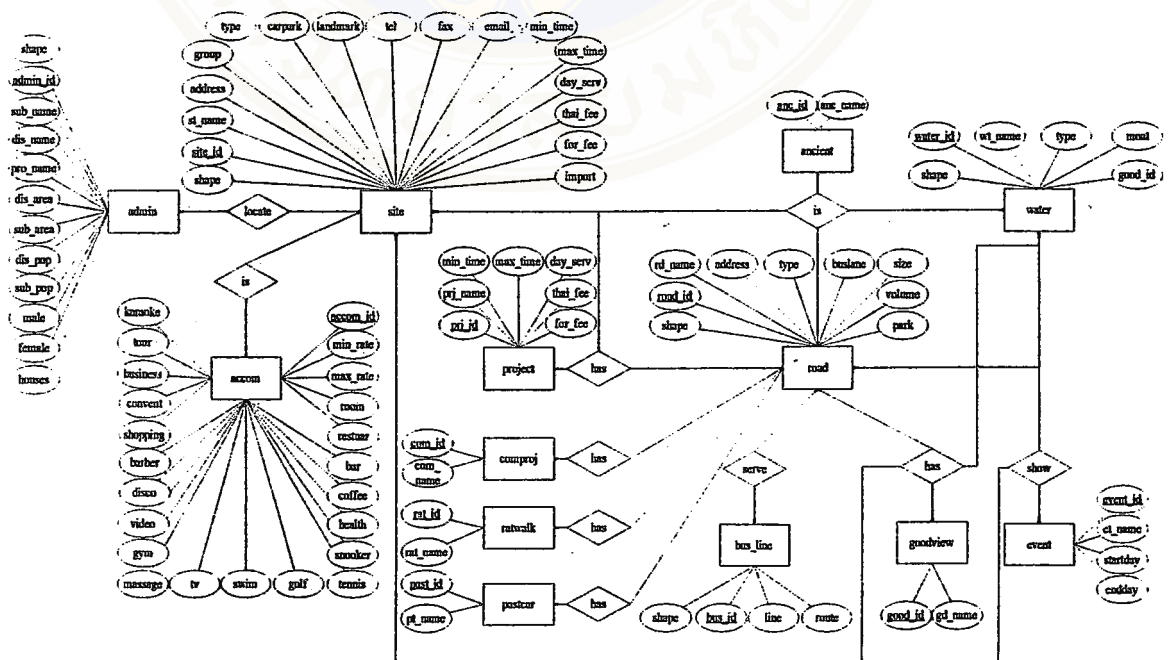 type carpark landmark tel fax email min_time
shape
group
max_time
admin_id
address
day_serv
sub_name
st_name
thai_fee
anc_id anc_name
dis_name
site_id
for_fee
ancient
water_id wt_name type
pro_name
shape
import
shape
good_id
dis_area
admin
locate
site
is
water
sub_area
dis_pop
sub_pop
male
female
houses
min_time max_time day_serv
prj_name
thai_fee
prj_id
for_fee
project
has
rd_name address type buslane size
road_id
volume
shape
park
road
is
karaoke
accom_id
tour
min_rate
business
accom
max_rate
convent
room
shopping
restuar
barber
bar
disco
coffee
video
health
gym
snooker
massage tv swim golf tennis
com_id
com_
name
comproj
has
rat_id
rat_name
ratwalk
has
past_id
pt_name
pastcar
has
serve
has
show
bus_line
goodview
event
event_id
et_name
startday
endday
shape bus_id line route
good_id gd_name